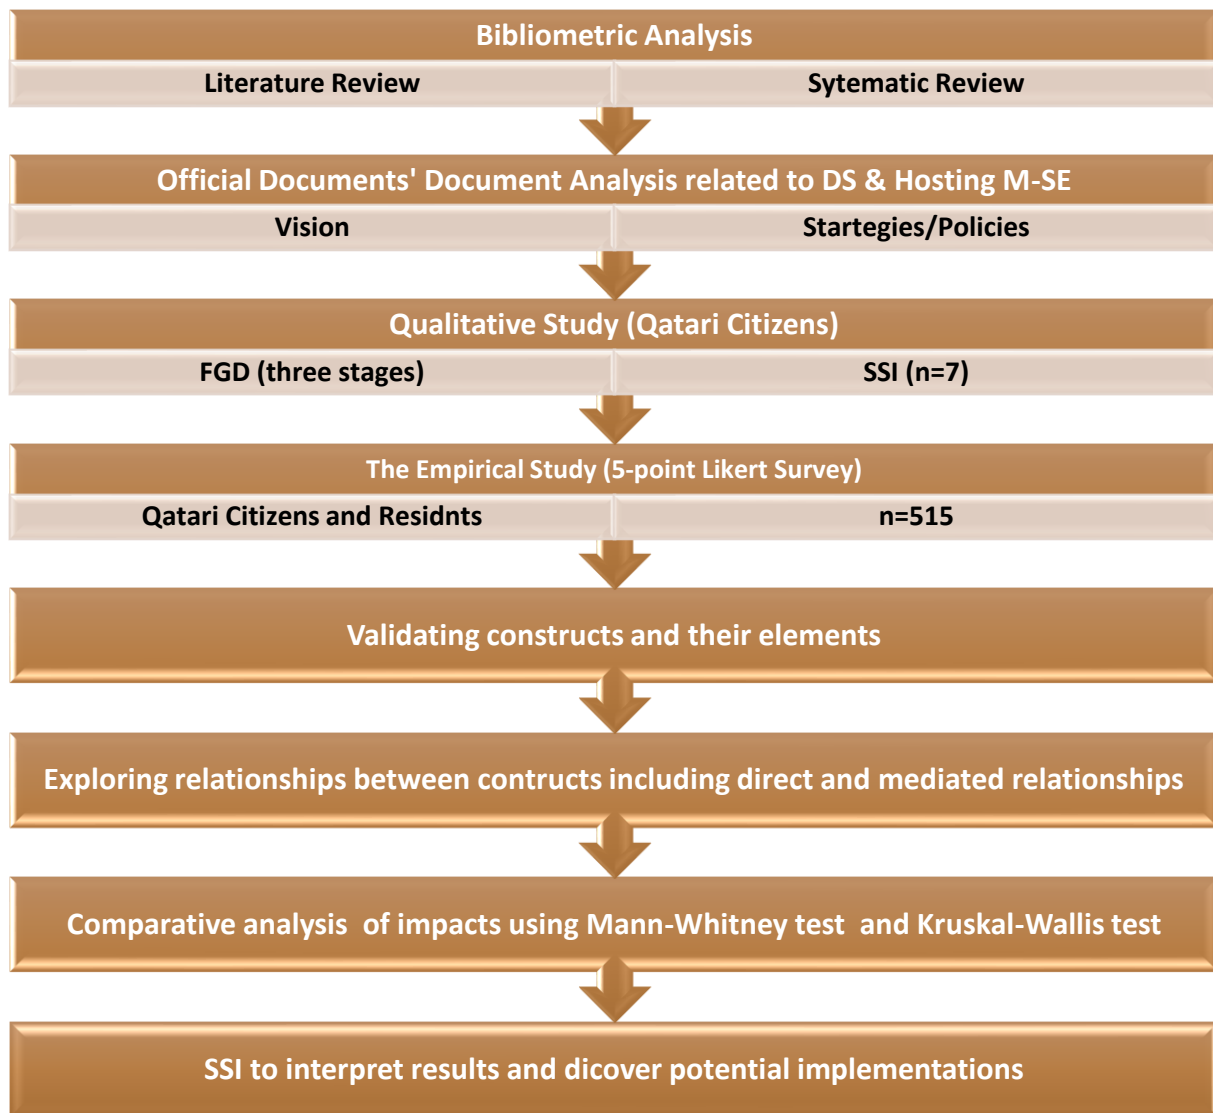 Bibliometric Analysis
Literature Review
Sytematic Review
Official Documents' Document Analysis related to DS & Hosting M-SE
Vision
Startegies/Policies
Qualitative Study (Qatari Citizens)
FGD (three stages)
SSI (n=7)
The Empirical Study (5-point Likert Survey)
Qatari Citizens and Residnts
n=515
Validating constructs and their elements
Exploring relationships between contructs including direct and mediated relationships
Comparative analysis of impacts using Mann-Whitney test and Kruskal-Wallis test
SSI to interpret results and dicover potential implementations